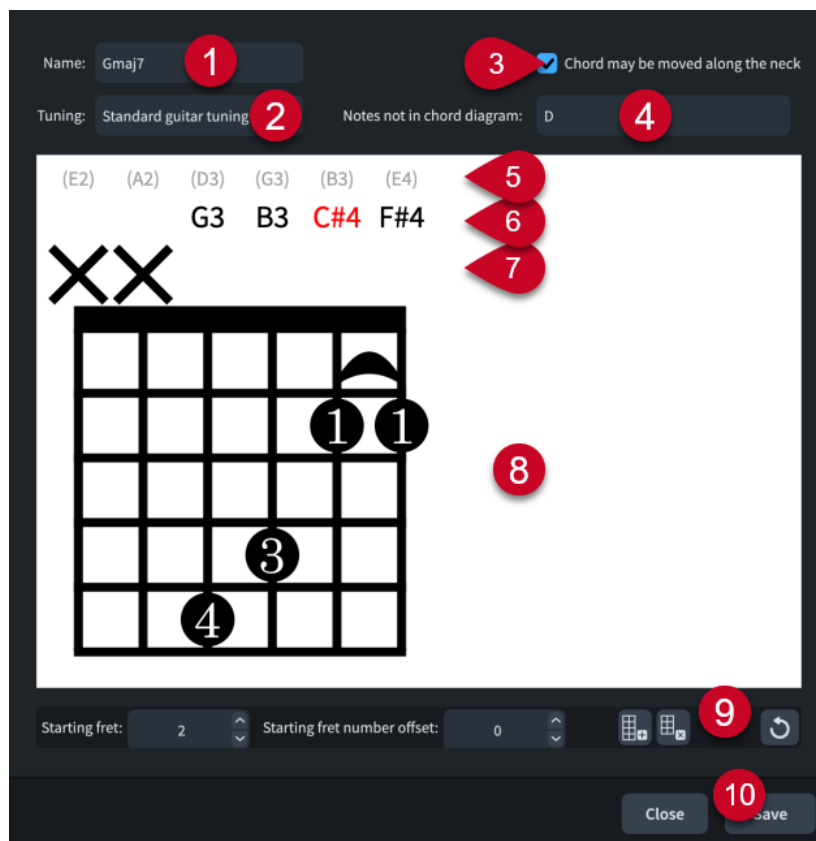 Name: Gmaj7 1 3 Chord may be moved along the neck
Tuning: Standard guitar tuning 2 Notes not in chord diagram: D 4
(E2) (A2) (D3) (G3) (B3) (E4) 5
G3 B3 C#4 F#4 6
7
1 1
8
3
4
Starting fret: 2 Starting fret number offset: 0 9
Close 10 Save